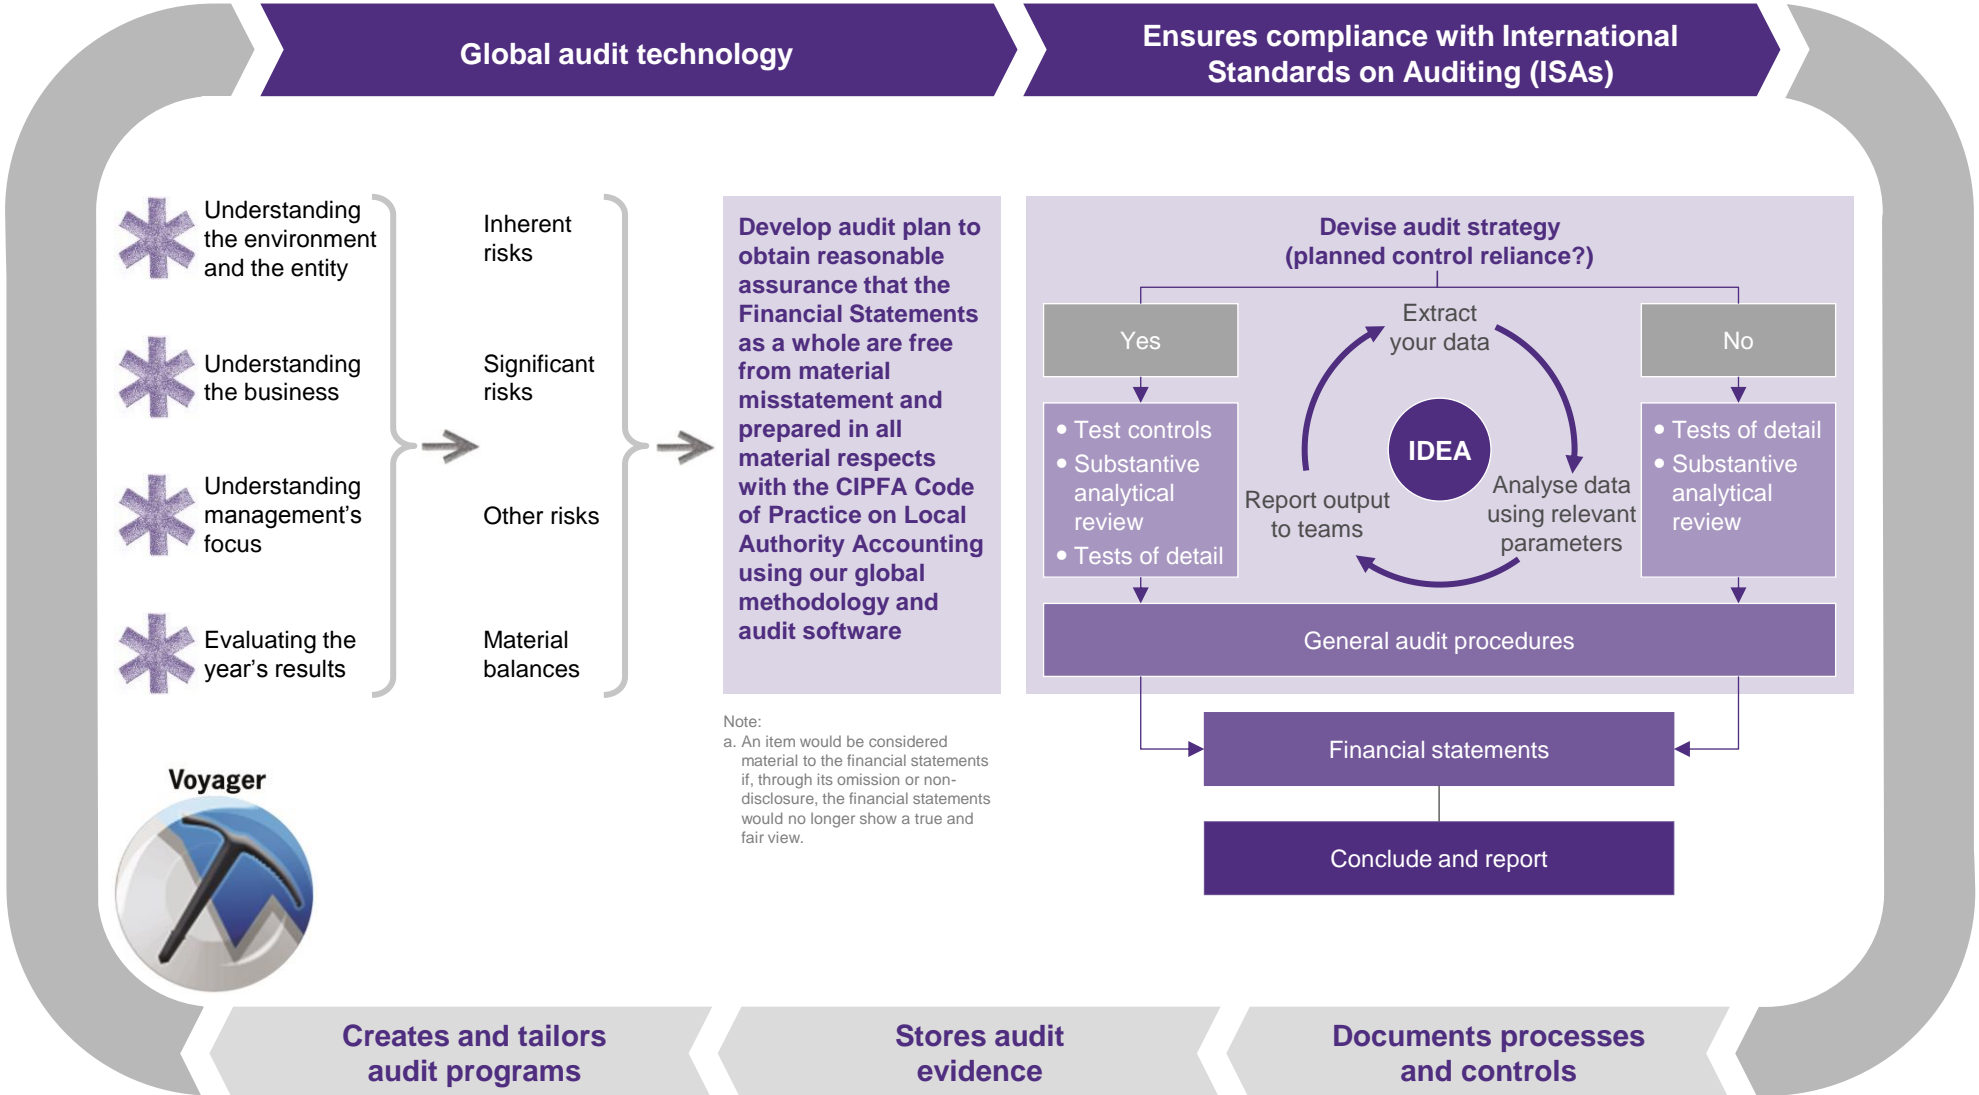 Global audit technology
Ensures compliance with International
Standards on Auditing (ISAs)
Understanding
the environment
and the entity
Understanding
the business
Understanding
management’s
focus
Evaluating the
year’s results
Inherent
risks
Significant
risks
Other risks
Material
balances
Develop audit plan to
obtain reasonable
assurance that the
Financial Statements
as a whole are free
from material
misstatement and
prepared in all
material respects
with the CIPFA Code
of Practice on Local
Authority Accounting
using our global
methodology and
audit software
Note:
a. An item would be considered
material to the financial statements
if, through its omission or non-
disclosure, the financial statements
would no longer show a true and
fair view.
Devise audit strategy
(planned control reliance?)
Yes
• Test controls
• Substantive
analytical
review
• Tests of detail
Extract
your data
IDEA
Analyse data
using relevant
parameters
Report output
to teams
No
• Tests of detail
• Substantive
analytical
review
General audit procedures
Financial statements
Conclude and report
Voyager
Creates and tailors
audit programs
Stores audit
evidence
Documents processes
and controls